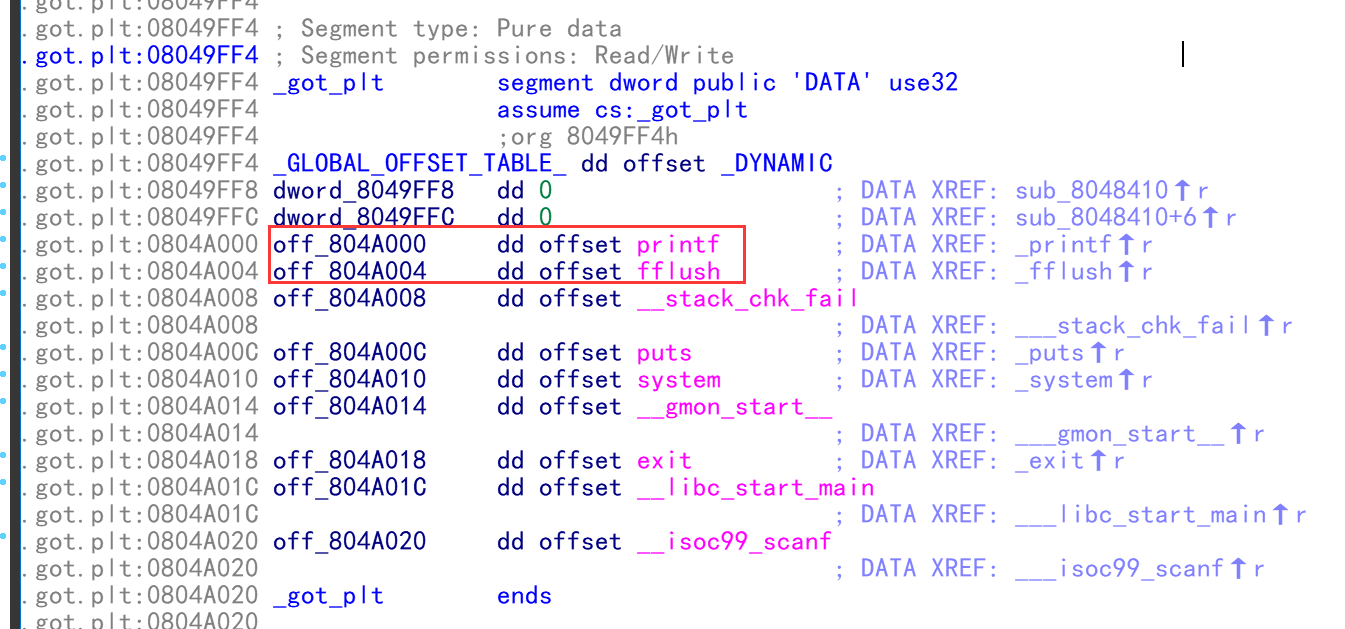 .got.plt:08049FF4
.got.plt:08049FF4 ; Segment type: Pure data
.got.plt:08049FF4 ; Segment permissions: Read/Write
.got.plt:08049FF4 _got_plt segment dword public 'DATA' use32
.got.plt:08049FF4 assume cs:_got_plt
.got.plt:08049FF4 ;org 8049FF4h
.got.plt:08049FF4 _GLOBAL_OFFSET_TABLE_ dd offset _DYNAMIC
.got.plt:08049FF8 dword_8049FF8 dd 0 ; DATA XREF: sub_8048410↑r
.got.plt:08049FFC dword_8049FFC dd 0 ; DATA XREF: sub_8048410+6↑r
.got.plt:0804A000 off_804A000 dd offset printf ; DATA XREF: _printf↑r
.got.plt:0804A004 off_804A004 dd offset fflush ; DATA XREF: _fflush↑r
.got.plt:0804A008 off_804A008 dd offset __stack_chk_fail
.got.plt:0804A008 ; DATA XREF: ___stack_chk_fail↑r
.got.plt:0804A00C off_804A00C dd offset puts ; DATA XREF: _puts↑r
.got.plt:0804A010 off_804A010 dd offset system ; DATA XREF: _system↑r
.got.plt:0804A014 off_804A014 dd offset __gmon_start__
.got.plt:0804A014 ; DATA XREF: ___gmon_start__↑r
.got.plt:0804A018 off_804A018 dd offset exit ; DATA XREF: _exit↑r
.got.plt:0804A01C off_804A01C dd offset __libc_start_main
.got.plt:0804A01C ; DATA XREF: ___libc_start_main↑r
.got.plt:0804A020 off_804A020 dd offset __isoc99_scanf
.got.plt:0804A020 ; DATA XREF: ___isoc99_scanf↑r
.got.plt:0804A020 _got_plt ends
.got.plt:0804A020